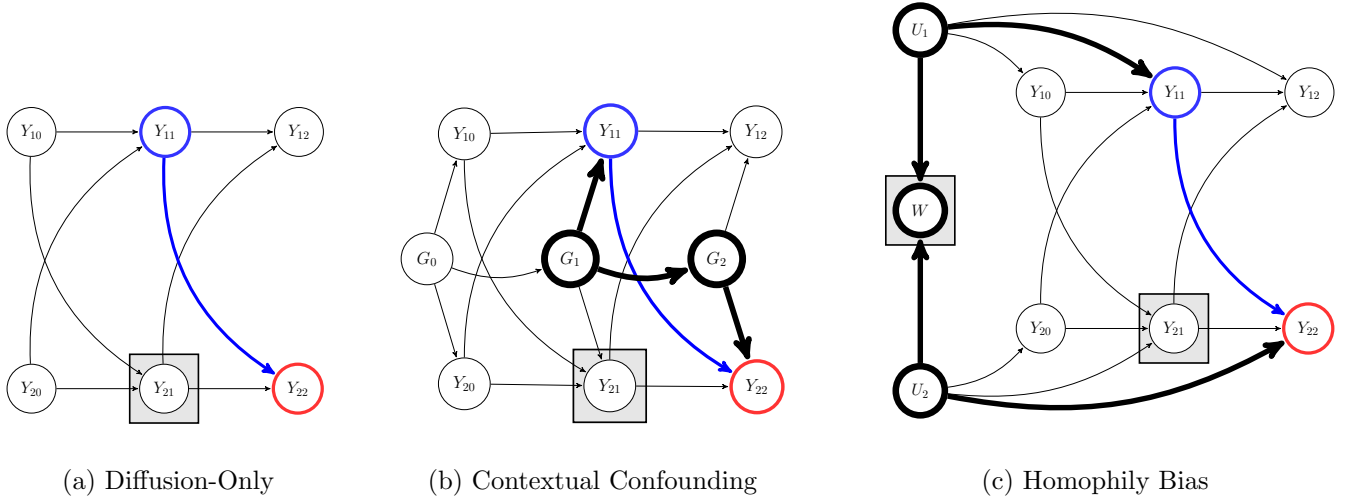 Y₁₀ Y₁₁ Y₁₂
Y₂₀ Y₂₁ Y₂₂
(a) Diffusion-Only
Y₁₀ Y₁₁ Y₁₂
G₀ G₁ G₂
Y₂₀ Y₂₁ Y₂₂
(b) Contextual Confounding
U₁
Y₁₀ Y₁₁ Y₁₂
W
Y₂₀ Y₂₁ Y₂₂
U₂
(c) Homophily Bias